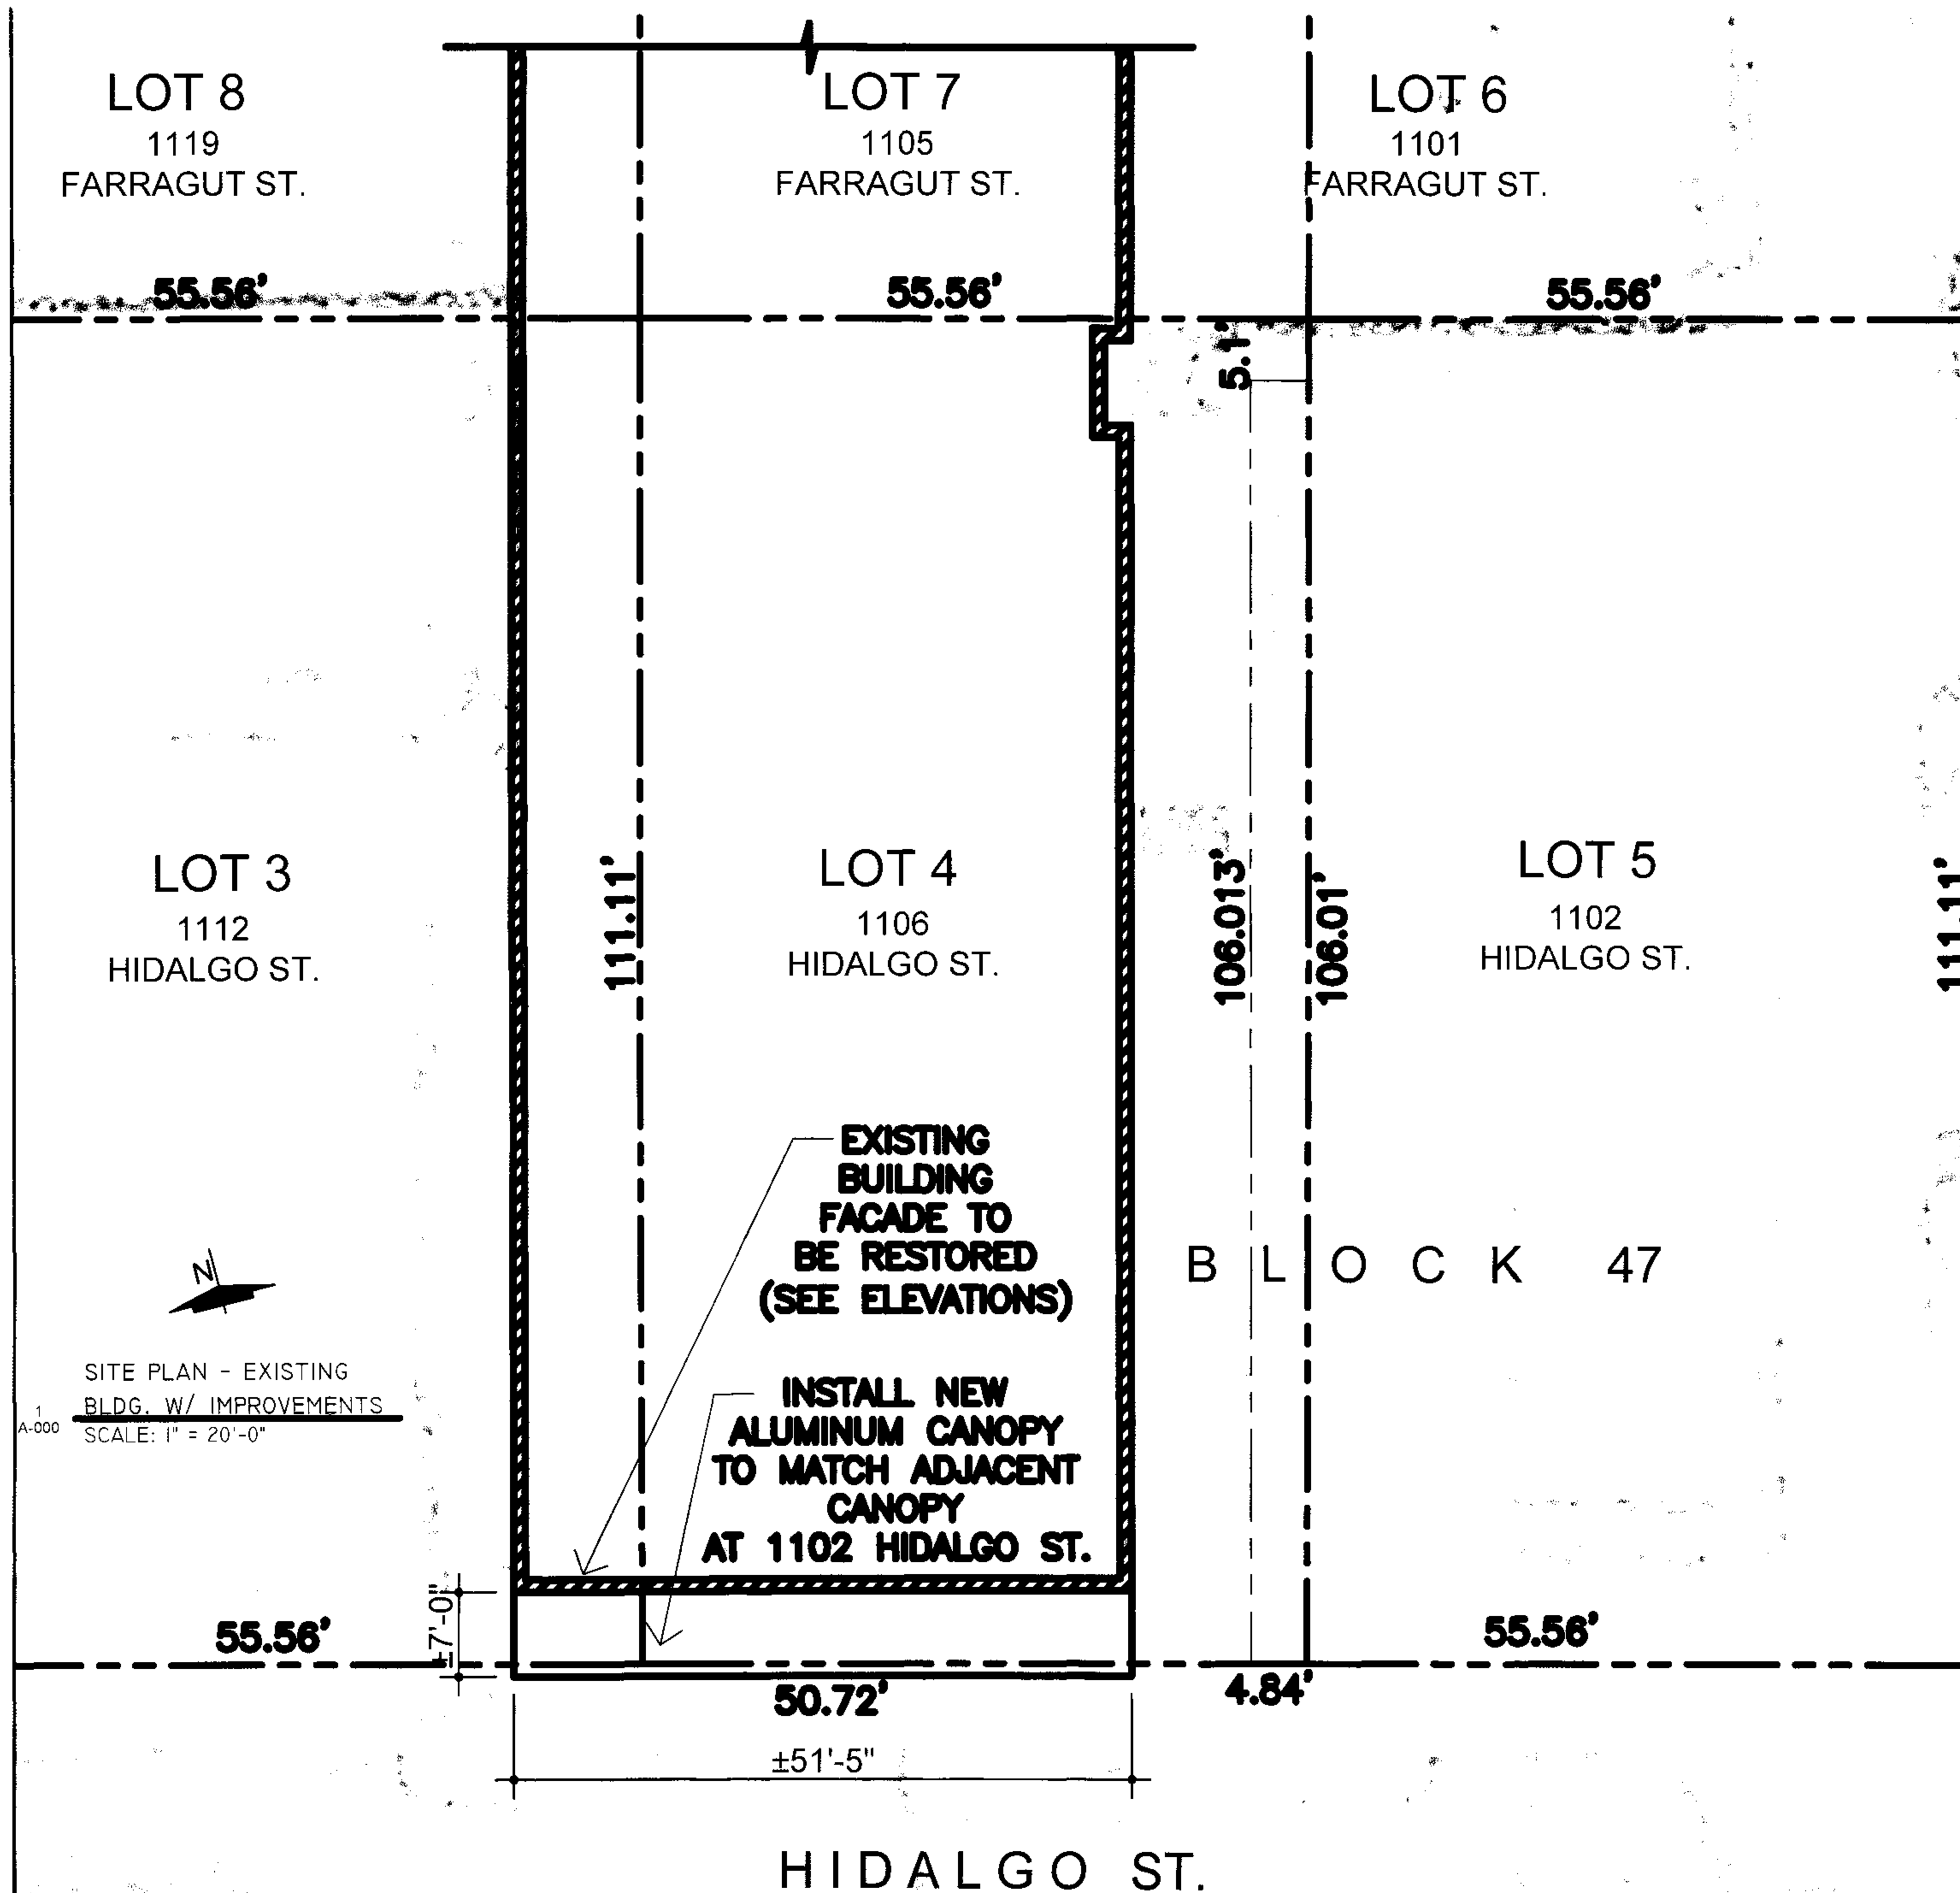 LOT 8
1119
FARRAGUT ST.
LOT 7
1105
FARRAGUT ST.
LOT 6
1101
FARRAGUT ST.
55.56'
55.56'
55.56'
5.1'
LOT 3
1112
HIDALGO ST.
111.11'
LOT 4
1106
HIDALGO ST.
106.013'
106.01'
LOT 5
1102
HIDALGO ST.
111.11'
EXISTING
BUILDING
FACADE TO
BE RESTORED
(SEE ELEVATIONS)
BLOCK 47
N
SITE PLAN - EXISTING
BLDG. W/ IMPROVEMENTS
SCALE: 1" = 20'-0"
1
A-000
INSTALL NEW
ALUMINUM CANOPY
TO MATCH ADJACENT
CANOPY
AT 1102 HIDALGO ST.
±7'-0"
55.56'
50.72'
4.84'
55.56'
±51'-5"
HIDALGO ST.